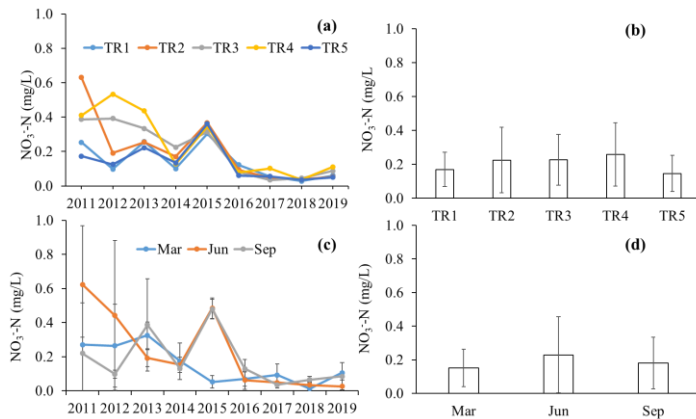 (a)
1.0
0.8
0.6
0.4
0.2
0.0
NO₃⁻-N (mg/L)
TR1 TR2 TR3 TR4 TR5
2011 2012 2013 2014 2015 2016 2017 2018 2019
(b)
1.0
0.8
0.6
0.4
0.2
0.0
NO₃⁻-N (mg/L
TR1 TR2 TR3 TR4 TR5
(c)
1.0
0.8
0.6
0.4
0.2
0.0
NO₃⁻-N (mg/L)
Mar Jun Sep
2011 2012 2013 2014 2015 2016 2017 2018 2019
(d)
1.0
0.8
0.6
0.4
0.2
0.0
NO₃⁻-N (mg/L)
Mar Jun Sep